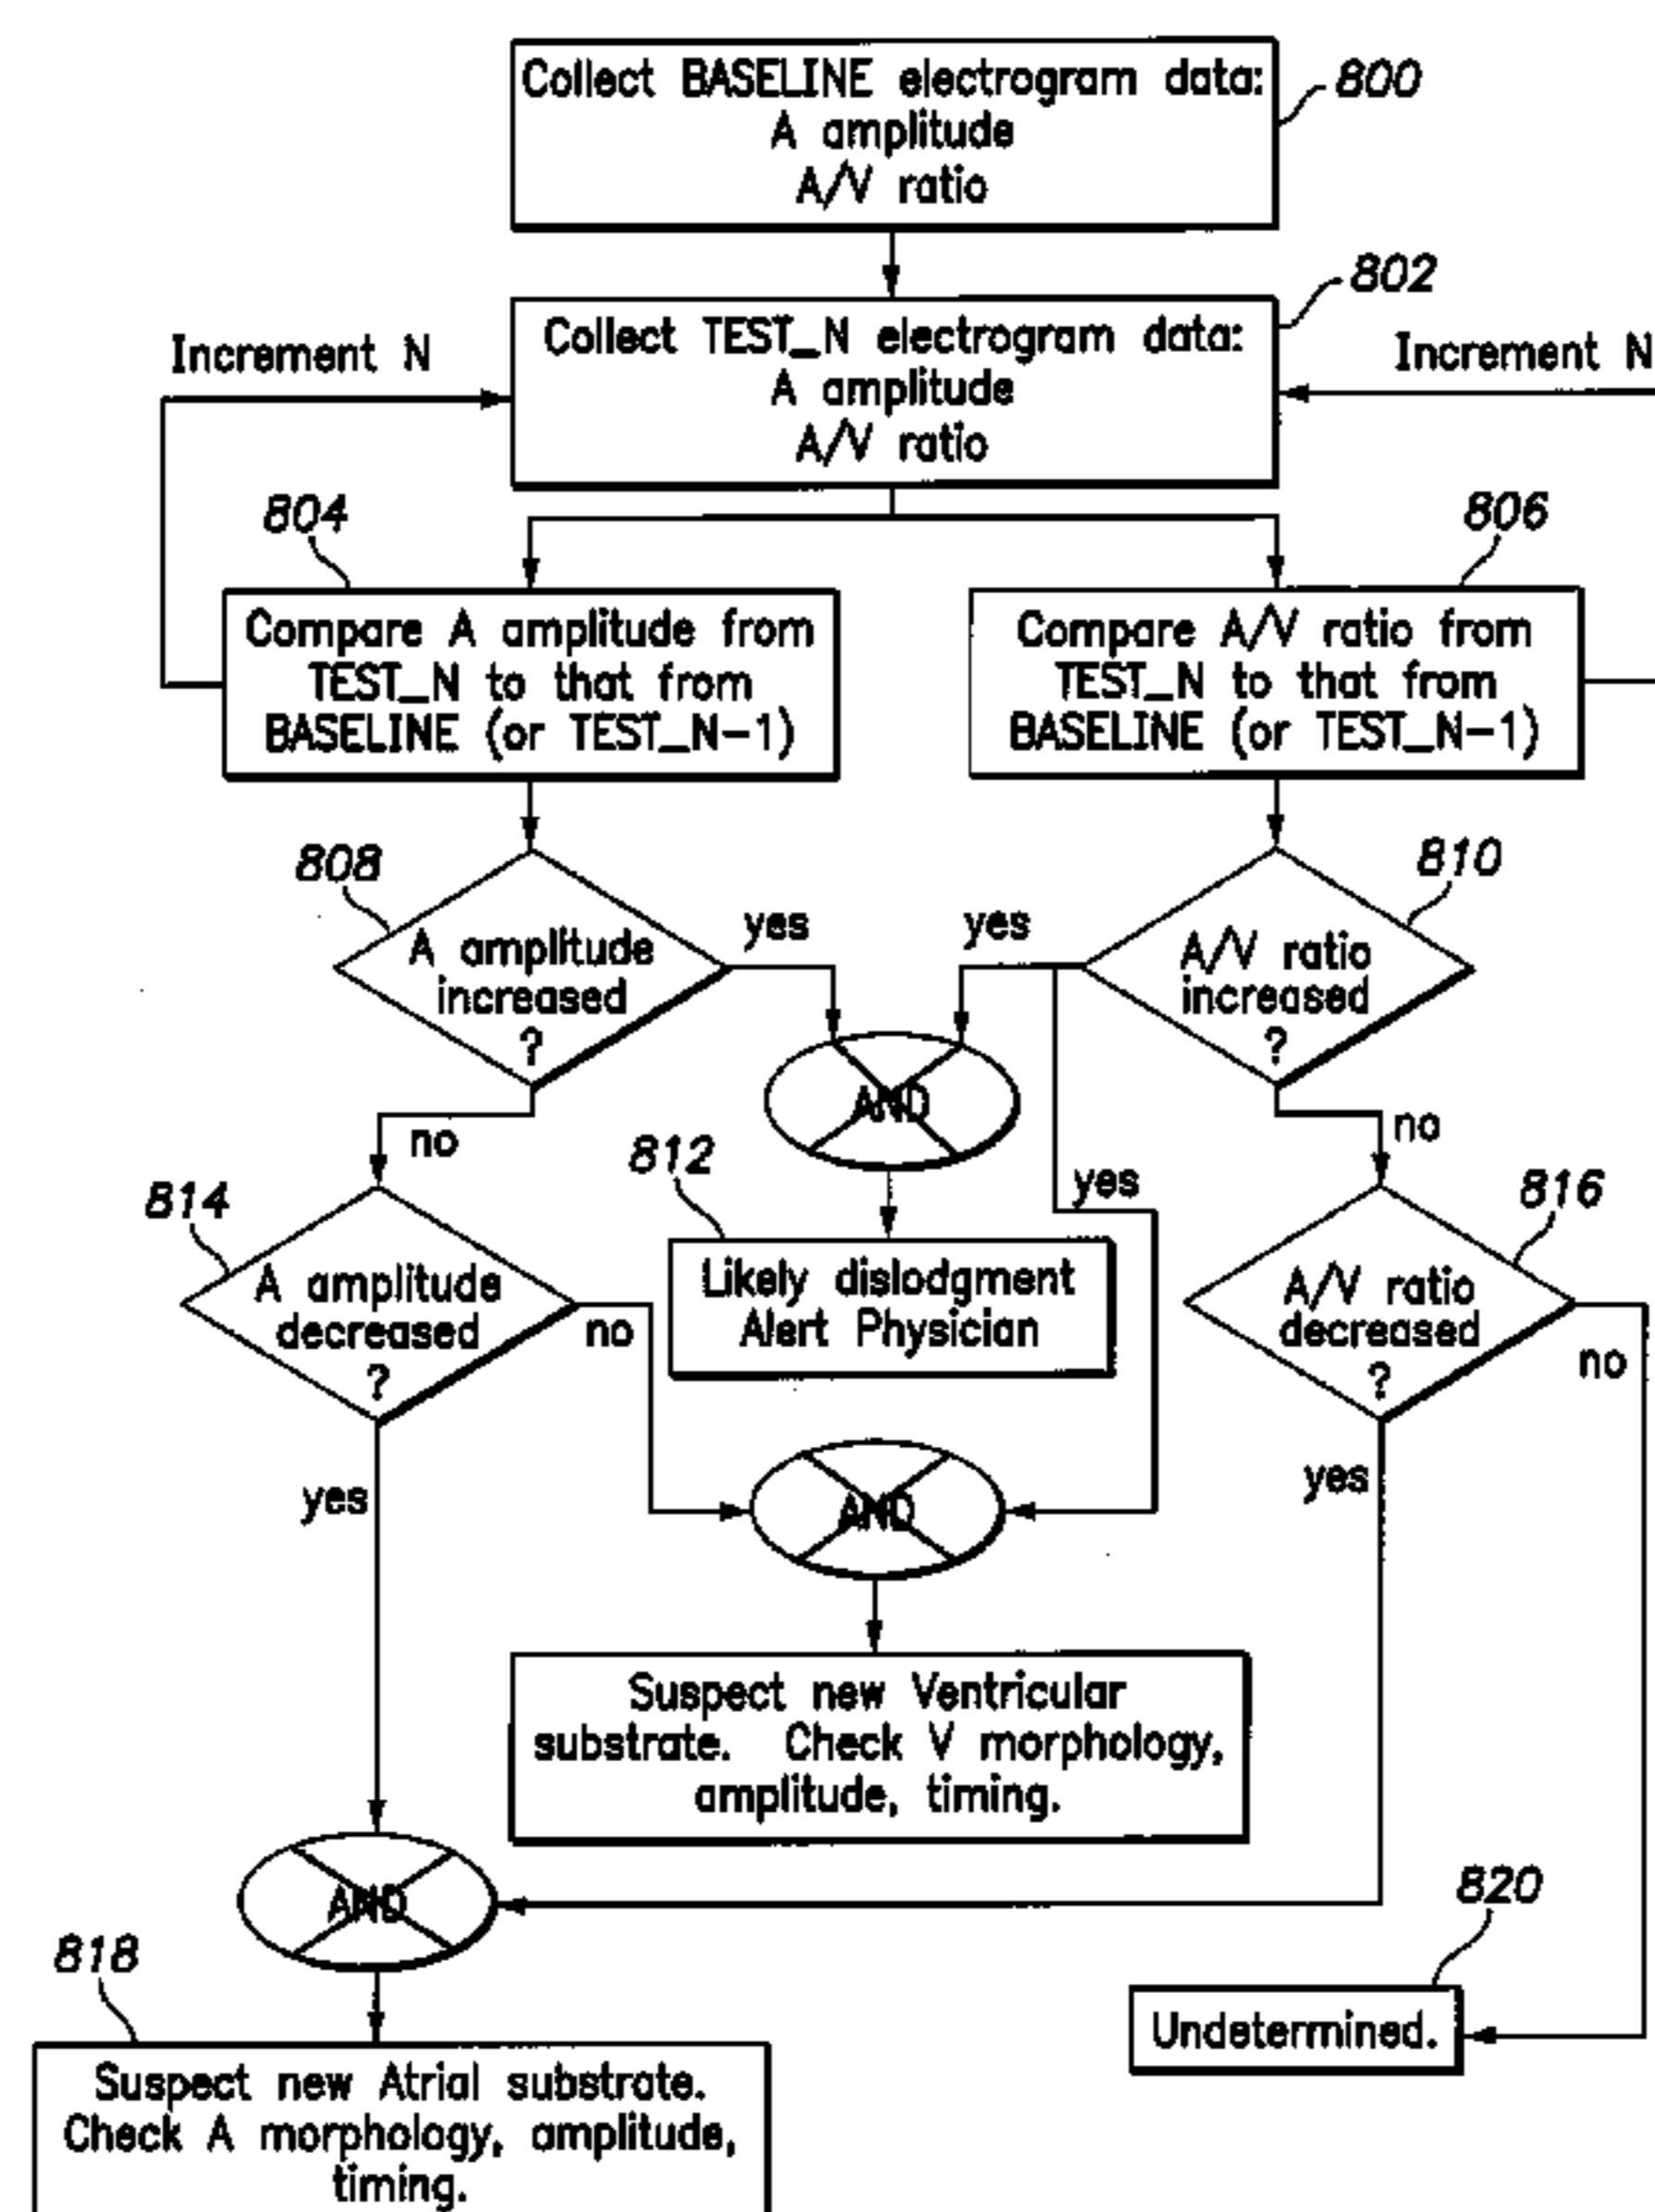 Collect BASELINE electrogram data:
A amplitude
A/V ratio
800
802
Collect TEST_N electrogram data:
A amplitude
A/V ratio
Increment N
Increment N
804
806
Compare A amplitude from
TEST_N to that from
BASELINE (or TEST_N-1)
Compare A/V ratio from
TEST_N to that from
BASELINE (or TEST_N-1)
808
A amplitude
increased
?
yes
yes
810
A/V ratio
increased
?
AND
no
no
812
yes
814
816
Likely dislodgment
Alert Physician
A amplitude
decreased
?
no
A/V ratio
decreased
?
no
yes
yes
AND
Suspect new Ventricular
substrate. Check V morphology,
amplitude, timing.
AND
818
820
Undetermined.
Suspect new Atrial substrate.
Check A morphology, amplitude,
timing.